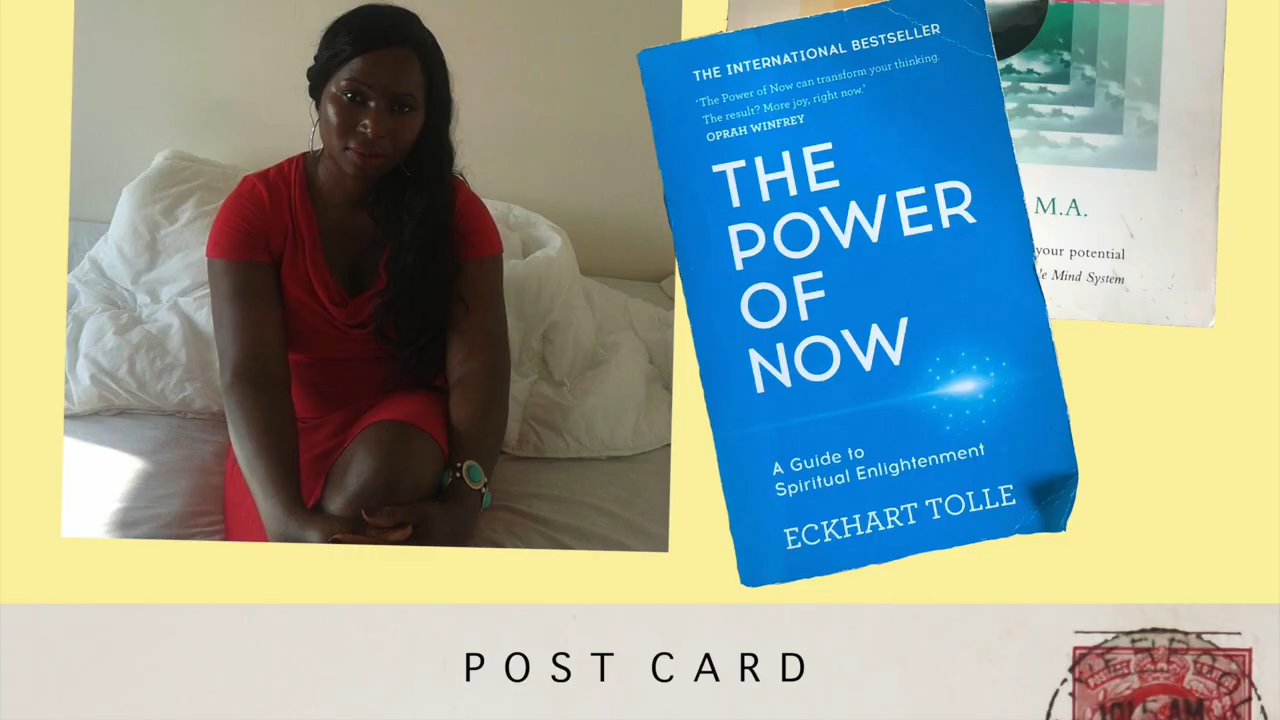 THE INTERNATIONAL BESTSELLER
'The Power of Now can transform your thinking.
The result? More joy, right now.'
OPRAH WINFREY
THE
POWER
OF
NOW
A Guide to
Spiritual Enlightenment
ECKHART TOLLE
M.A.
your potential
Mind System
POST CARD